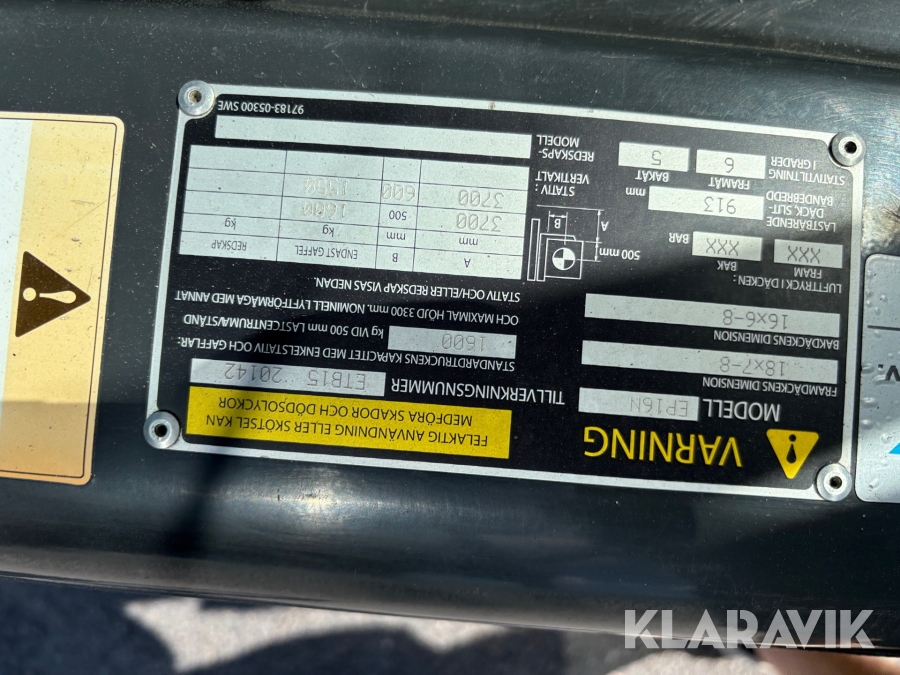 VARNING
FELAKTIG ANVÄNDNING ELLER SKÖTSEL KAN
MEDFÖRA SKADOR OCH DÖDSOLYCKOR
MODELL EP16N
TILLVERKNINGSNUMMER ETB15 20142
FRAMDÄCKENS DIMENSION
18x7-8
BAKDÄCKENS DIMENSION
16x6-8
LUFTTRYCK I DÄCKEN:
FRAM BAK
XXX XXX BAR
LASTBÄRENDE
DÄCK, SLIT-
BANDEBREDD
913 mm
STATIVLUTNING
I GRADER
FRAMÅT BAKÅT
6 5
STANDARDTRUCKENS KAPACITET MED ENKELSTATIV OCH GAFFLAR:
1600 kg VID 500 mm LASTCENTRUMAVSTÅND
OCH MAXIMAL HÖJD 3300 mm. NOMINELL LYFTFÖRMÅGA MED ANNAT
STATIV OCH/ELLER REDSKAP VISAS NEDAN.
500 mm
A
B
STATIV :
VERTIKALT
A B ENDAST GAFFEL REDSKAP
mm mm kg kg
3700 500 1600
3700 600
REDSKAPS-
MODELL
97183-05300 SWE
KLARAVIK